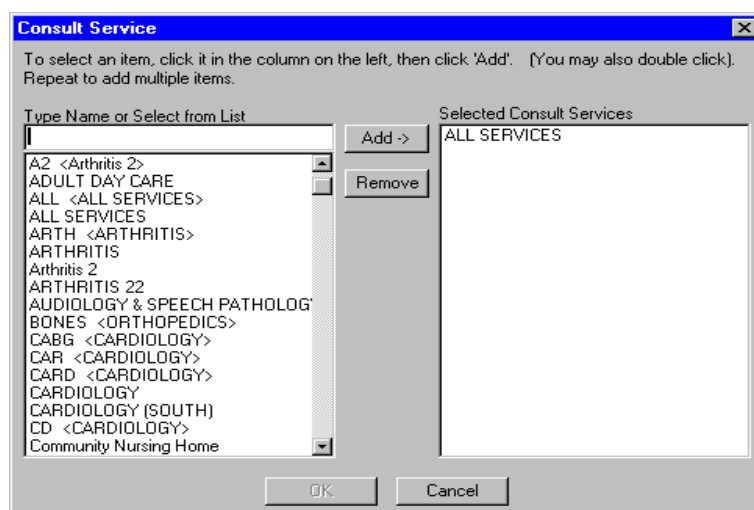 Consult Service
To select an item, click it in the column on the left, then click 'Add'. (You may also double click).
Repeat to add multiple items.
Type Name or Select from List
A2 <Arthritis 2>
ADULT DAY CARE
ALL <ALL SERVICES>
ALL SERVICES
ARTH <ARTHRITIS>
ARTHRITIS
Arthritis 2
ARTHRITIS 22
AUDIOLOGY & SPEECH PATHOLOG
BONES <ORTHOPEDICS>
CABG <CARDIOLOGY>
CAR <CARDIOLOGY>
CARD <CARDIOLOGY>
CARDIOLOGY
CARDIOLOGY (SOUTH)
CD <CARDIOLOGY>
Community Nursing Home
Add ->
Remove
Selected Consult Services
ALL SERVICES
OK
Cancel